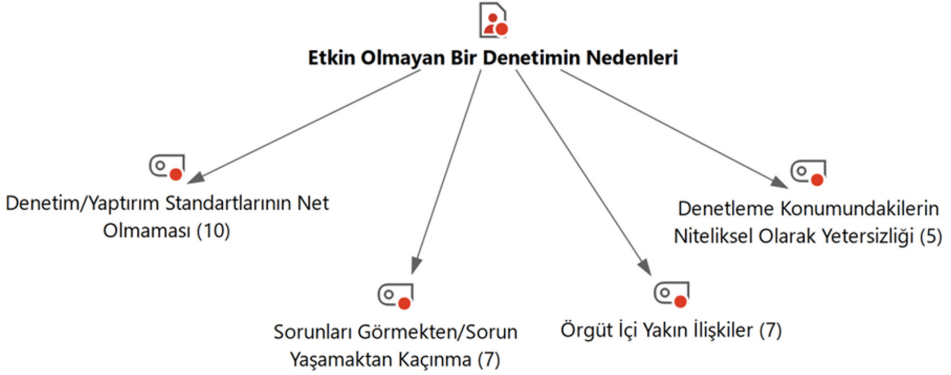 Etkin Olmayan Bir Denetimin Nedenleri
Denetim/Yaptırım Standartlarının Net
Olmaması (10)
Denetleme Konumundakilerin
Niteliksel Olarak Yetersizliği (5)
Sorunları Görmekten/Sorun
Yaşamaktan Kaçınma (7)
Örgüt İçi Yakın İlişkiler (7)